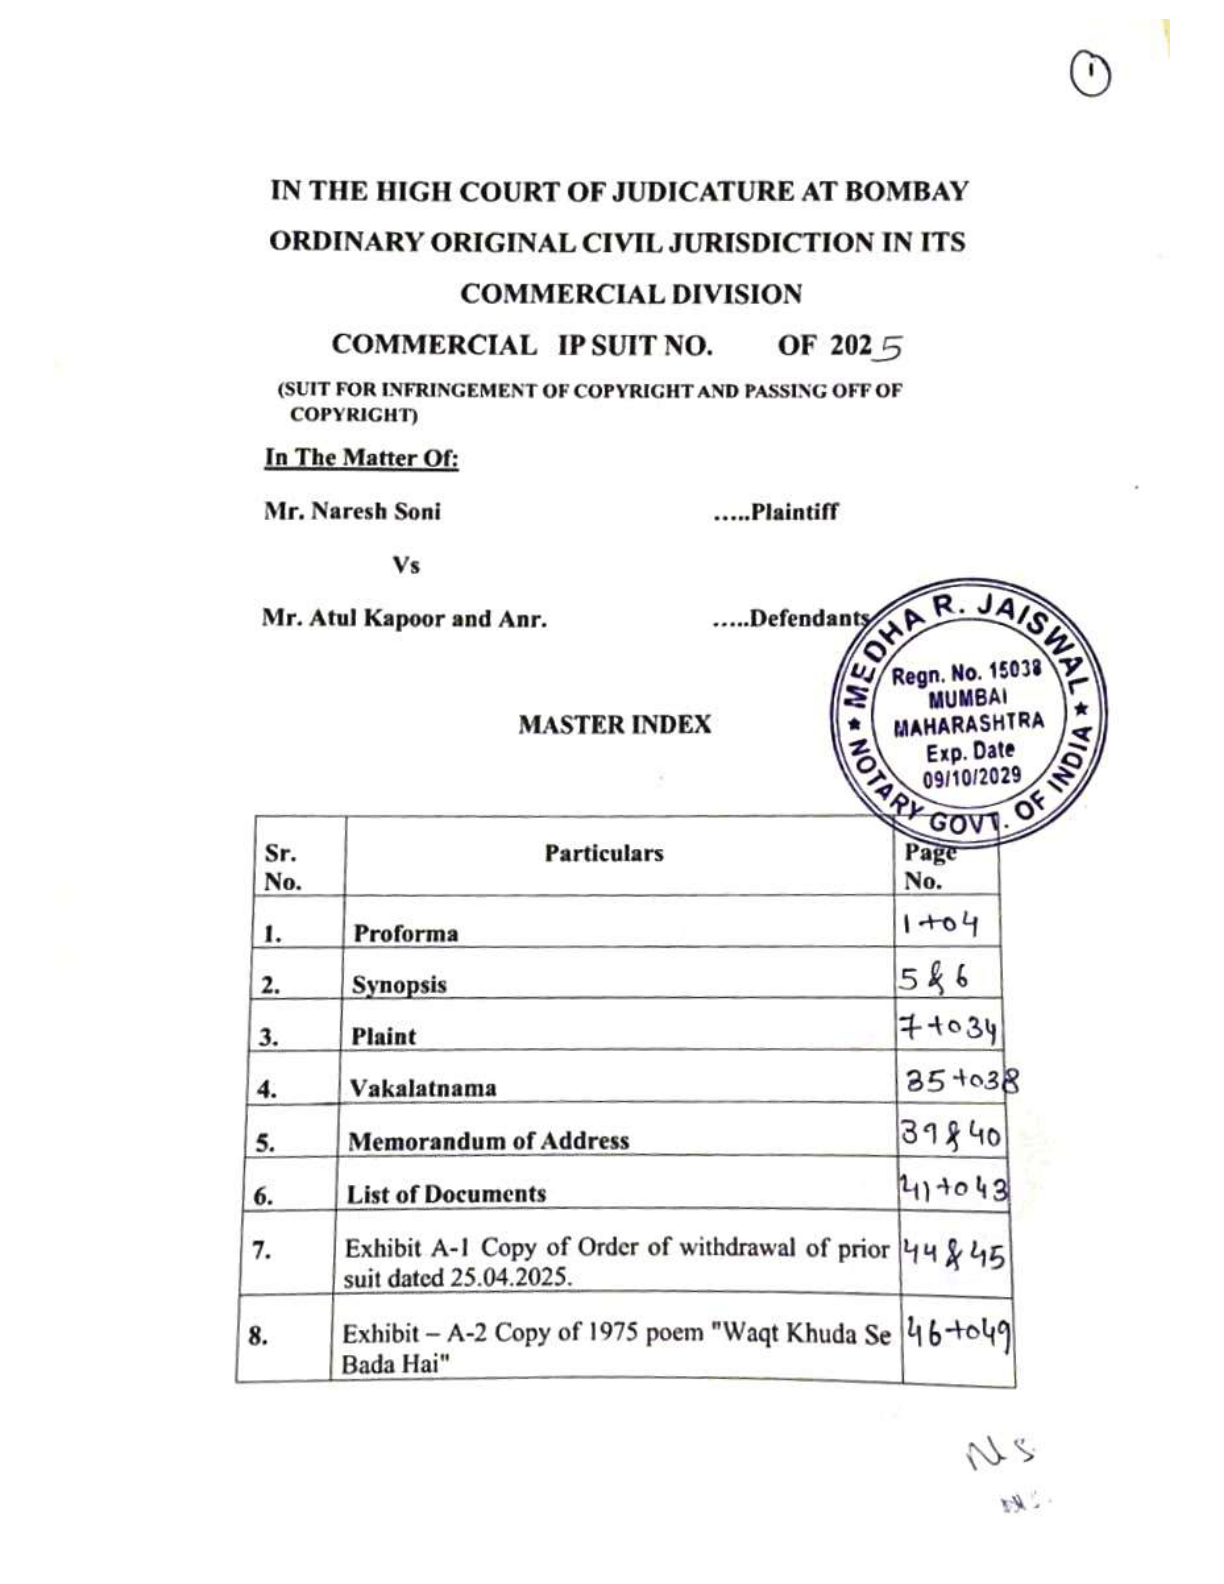 1
IN THE HIGH COURT OF JUDICATURE AT BOMBAY
ORDINARY ORIGINAL CIVIL JURISDICTION IN ITS
COMMERCIAL DIVISION
COMMERCIAL IP SUIT NO. OF 2025
(SUIT FOR INFRINGEMENT OF COPYRIGHT AND PASSING OFF OF
COPYRIGHT)
In The Matter Of:
Mr. Naresh Soni .....Plaintiff
Vs
Mr. Atul Kapoor and Anr. .....Defendants
★ MEDHA R. JAISWAL ★
NOTARY GOVT. OF INDIA
Regn. No. 15038
MUMBAI
MAHARASHTRA
Exp. Date
09/10/2029
MASTER INDEX
Sr. Particulars Page
No. No.
1. Proforma 1 to 4
2. Synopsis 5 & 6
3. Plaint 7 to 34
4. Vakalatnama 35 to 38
5. Memorandum of Address 39 & 40
6. List of Documents 41 to 43
7. Exhibit A-1 Copy of Order of withdrawal of prior 44 & 45
suit dated 25.04.2025.
8. Exhibit – A-2 Copy of 1975 poem "Waqt Khuda Se 46 to 49
Bada Hai"